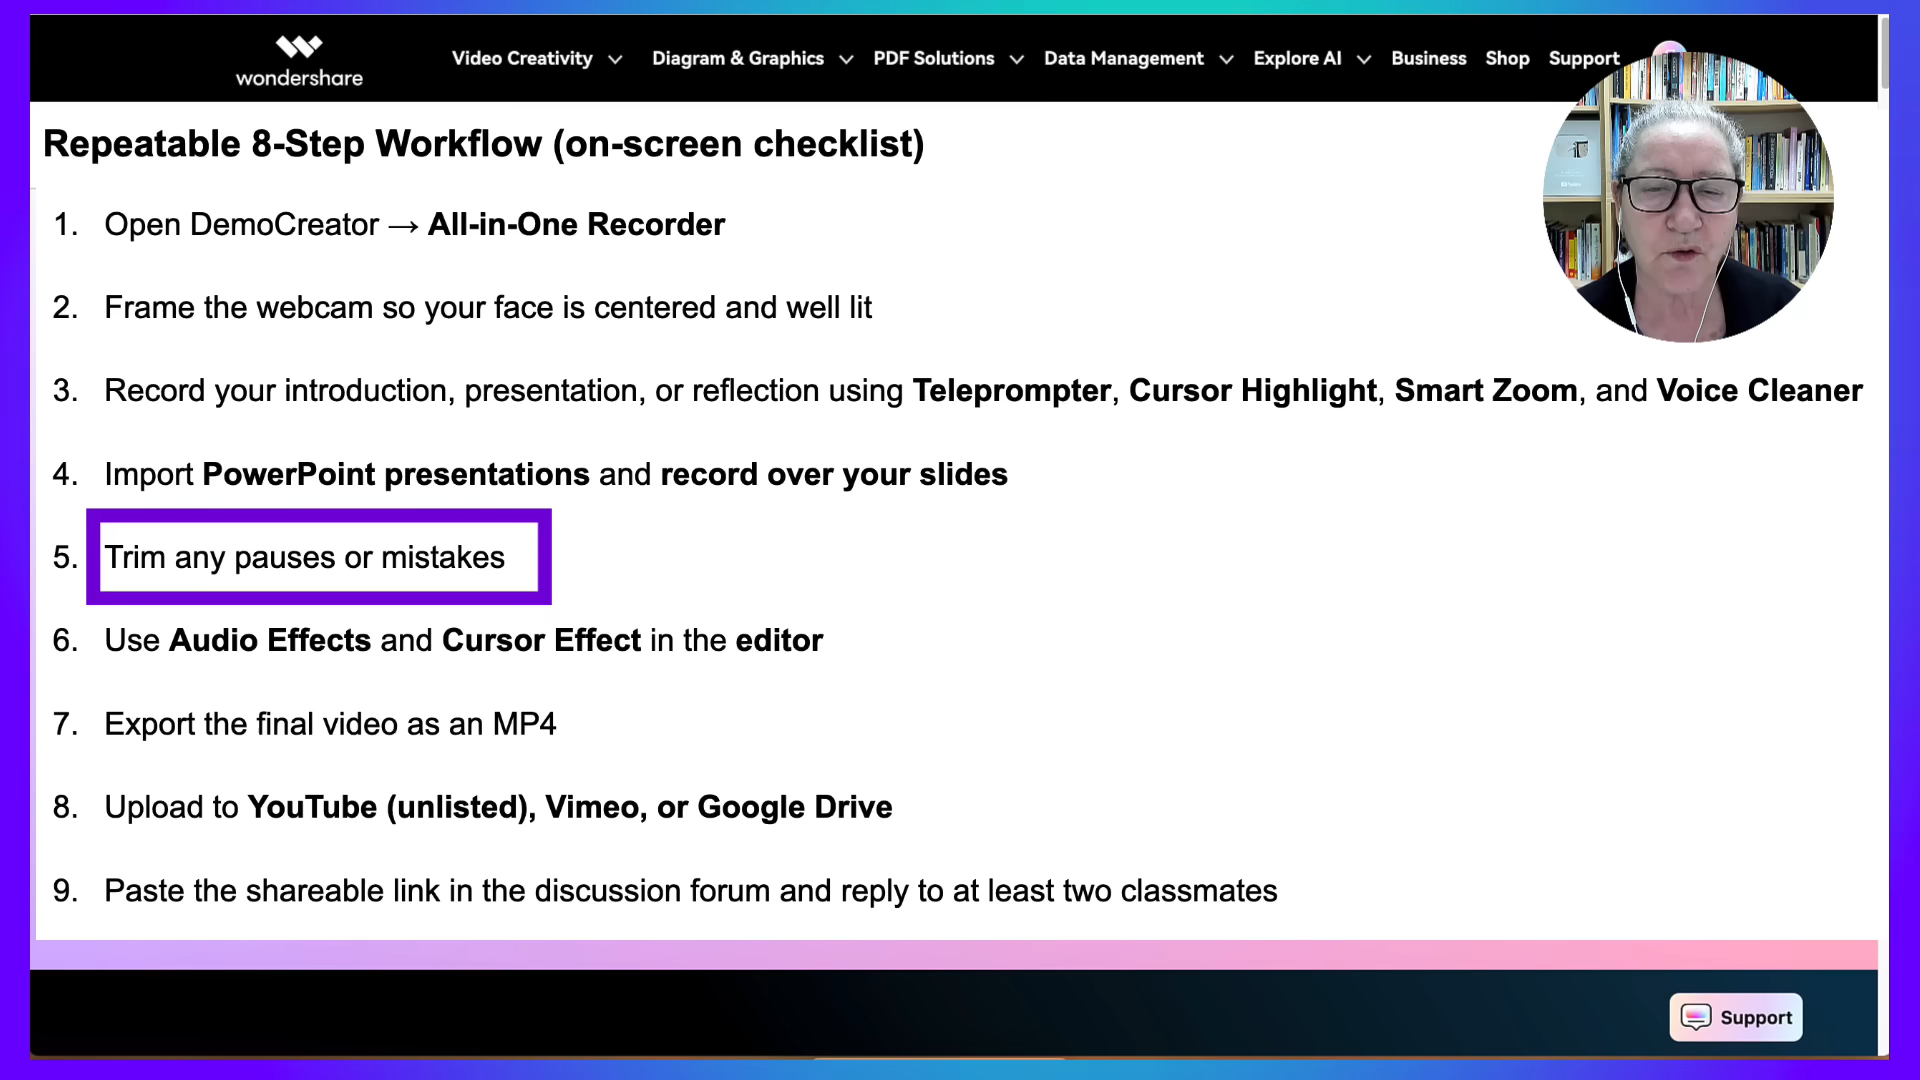 wondershare
Video Creativity
Diagram & Graphics
PDF Solutions
Data Management
Explore AI
Business
Shop
Support
Repeatable 8-Step Workflow (on-screen checklist)
1. Open DemoCreator → All-in-One Recorder
2. Frame the webcam so your face is centered and well lit
3. Record your introduction, presentation, or reflection using Teleprompter, Cursor Highlight, Smart Zoom, and Voice Cleaner
4. Import PowerPoint presentations and record over your slides
5. Trim any pauses or mistakes
6. Use Audio Effects and Cursor Effect in the editor
7. Export the final video as an MP4
8. Upload to YouTube (unlisted), Vimeo, or Google Drive
9. Paste the shareable link in the discussion forum and reply to at least two classmates
Support